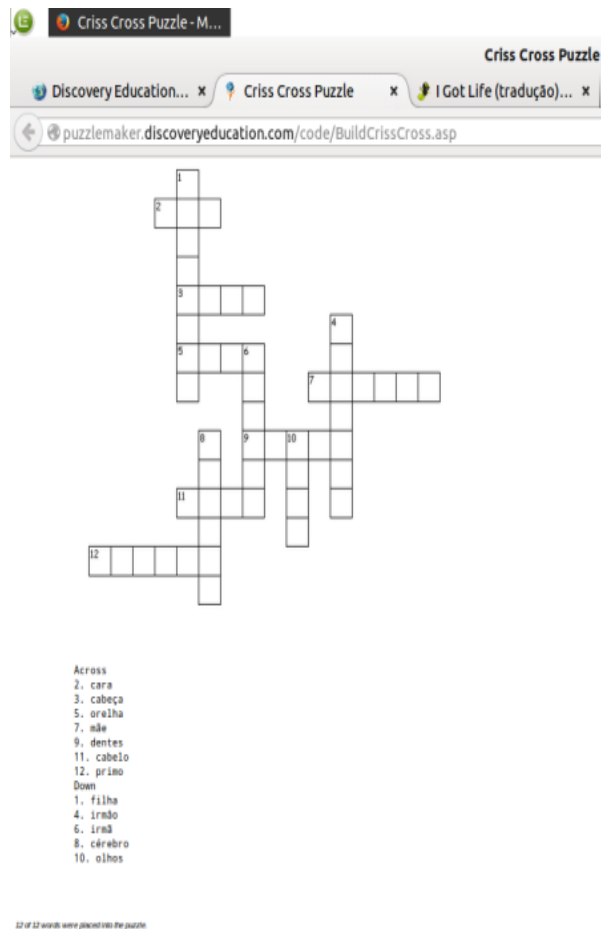 Criss Cross Puzzle - M...
Criss Cross Puzzle
Discovery Education... × Criss Cross Puzzle × I Got Life (tradução)... ×
puzzlemaker.discoveryeducation.com/code/BuildCrissCross.asp
1
2
3
4
5 6
7
8 9 10
11
12
Across
2. cara
3. cabeça
5. orelha
7. mãe
9. dentes
11. cabelo
12. primo
Down
1. filha
4. irmão
6. irmã
8. cérebro
10. olhos
12 of 12 words were placed into the puzzle.